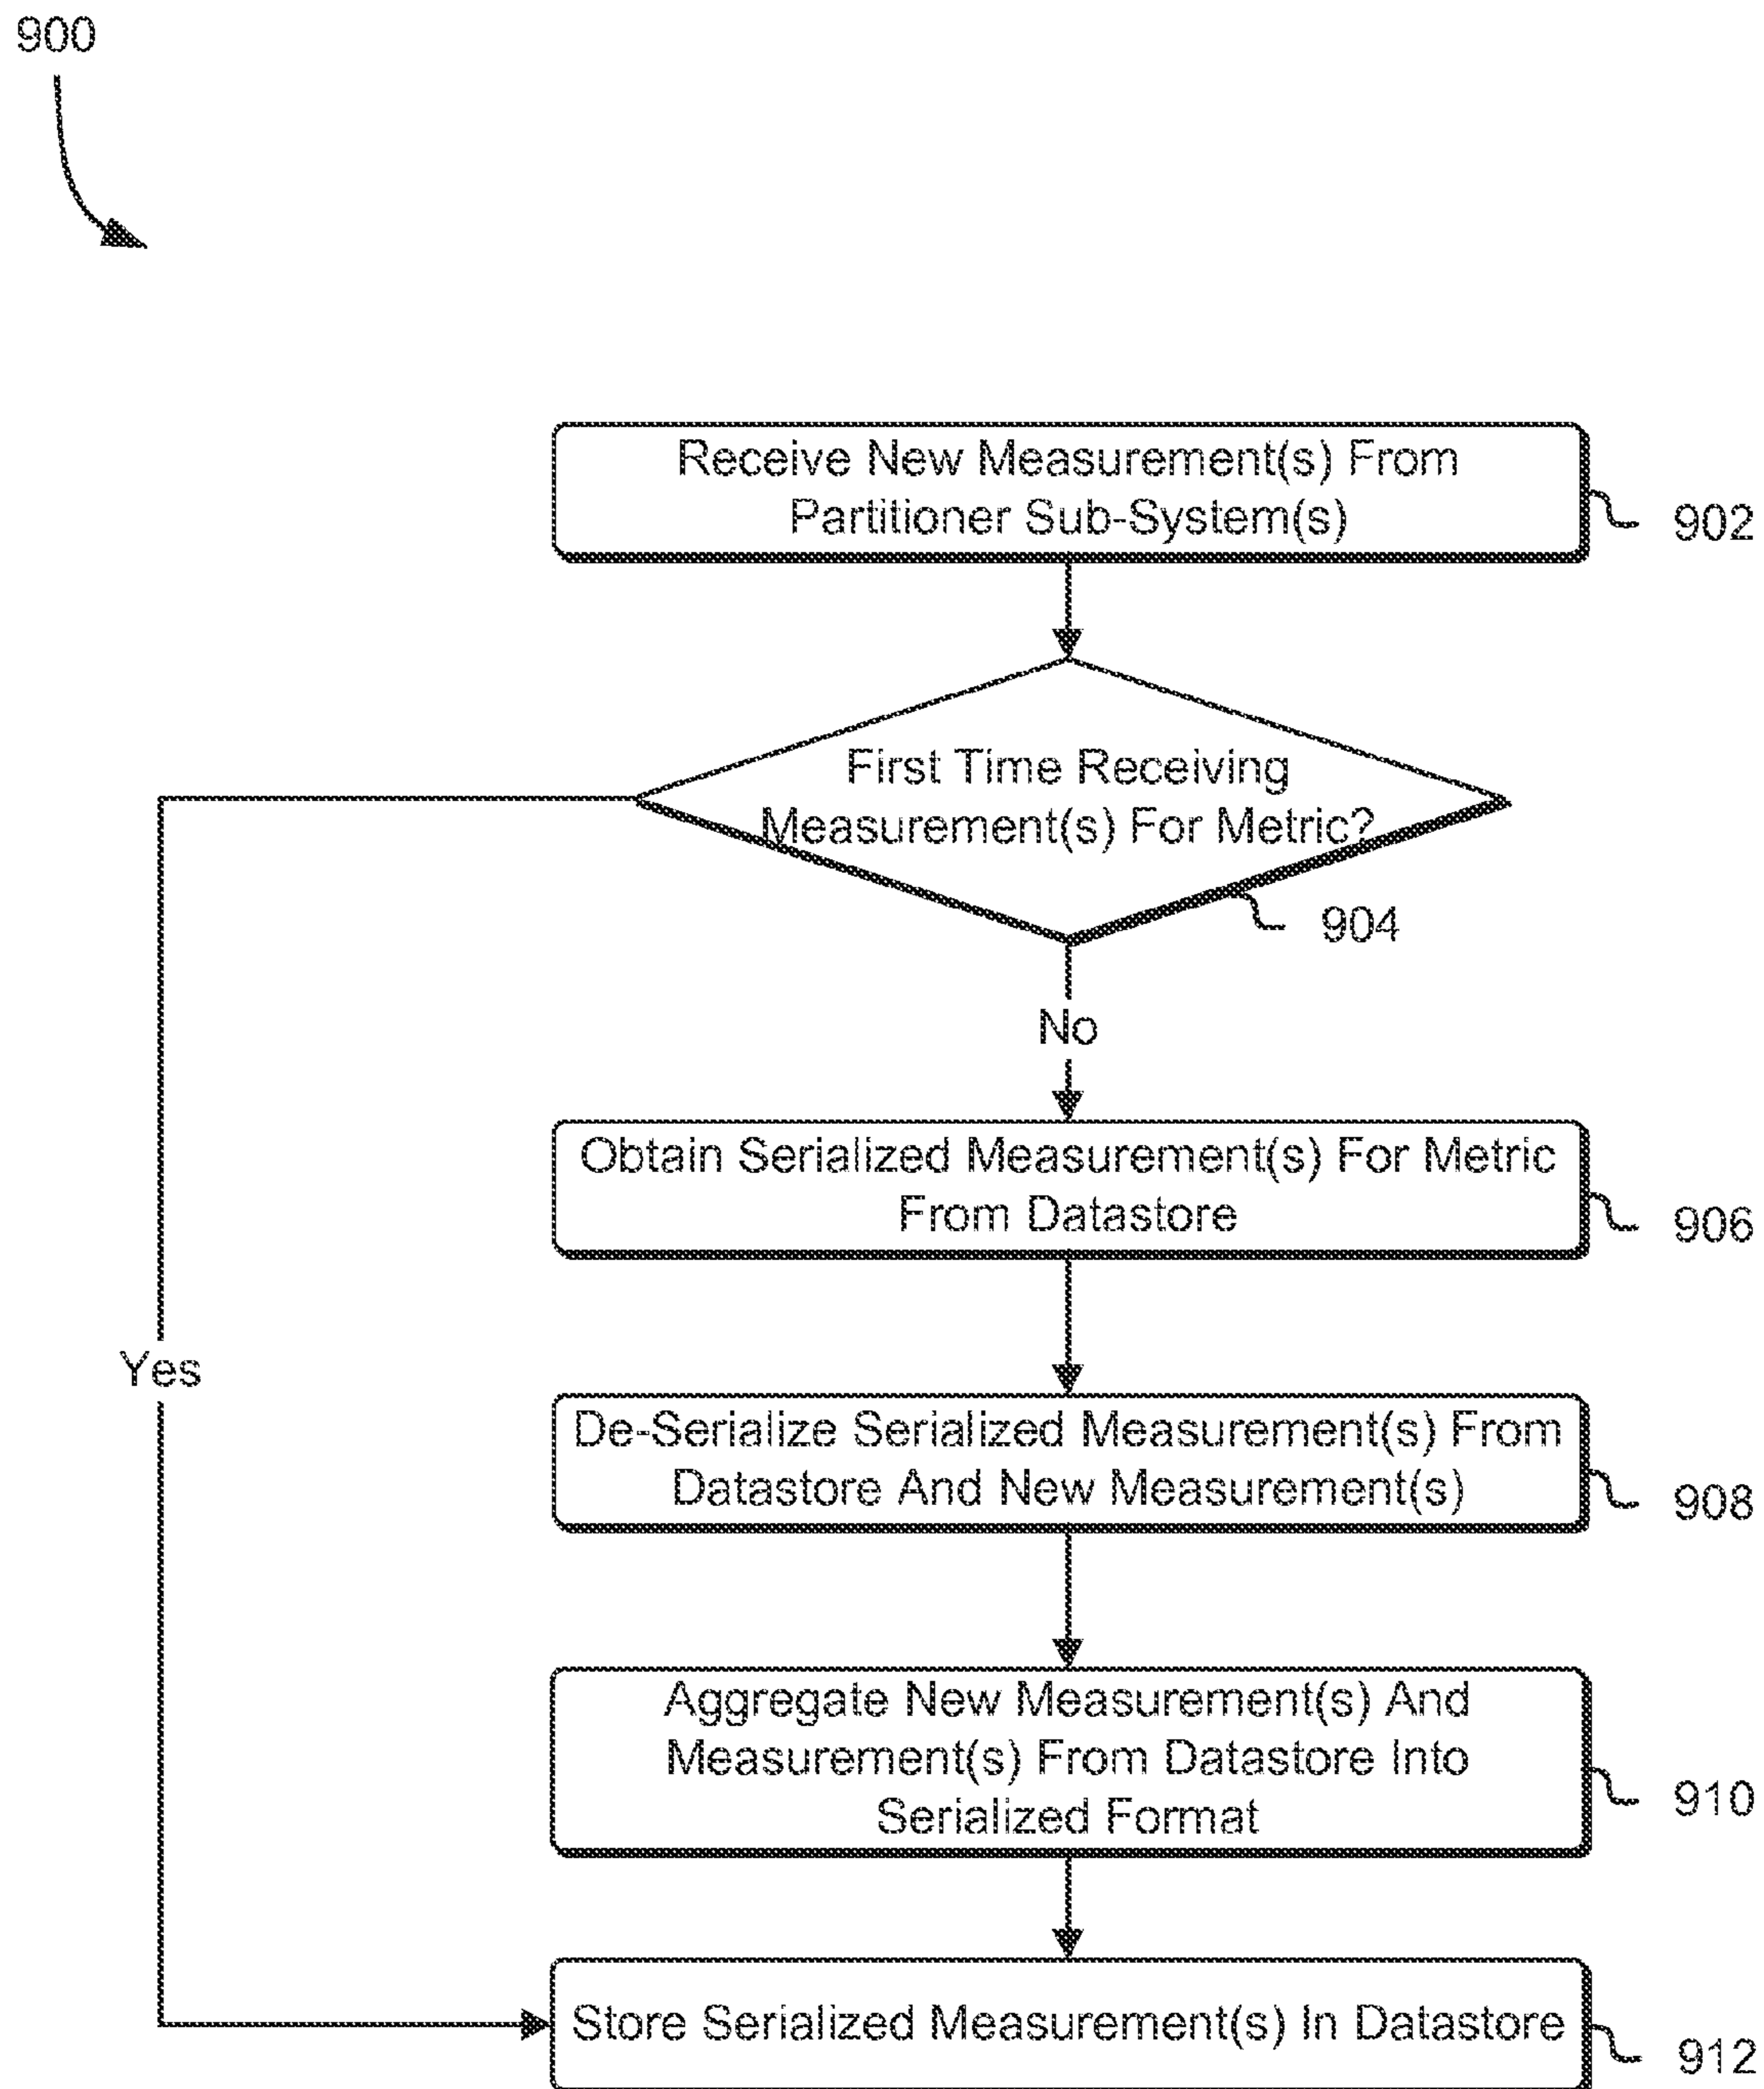 900
Receive New Measurement(s) From
Partitioner Sub-System(s)
902
First Time Receiving
Measurement(s) For Metric?
904
No
Obtain Serialized Measurement(s) For Metric
From Datastore
906
Yes
De-Serialize Serialized Measurement(s) From
Datastore And New Measurement(s)
908
Aggregate New Measurement(s) And
Measurement(s) From Datastore Into
Serialized Format
910
Store Serialized Measurement(s) In Datastore
912